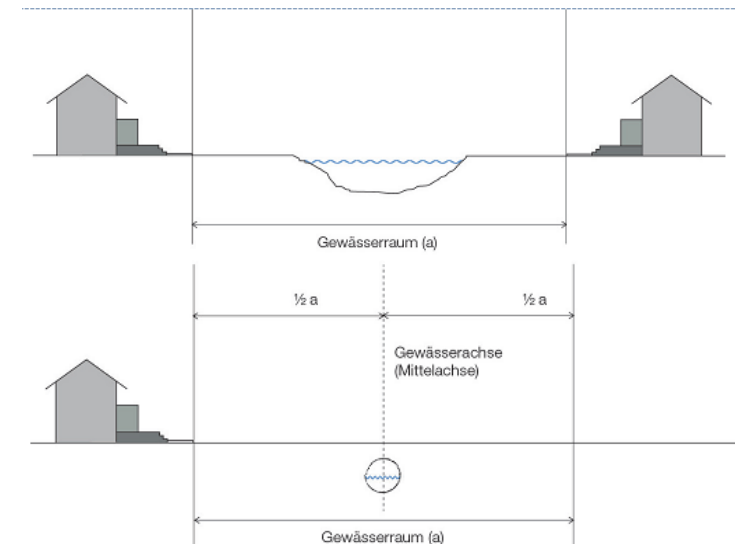 Gewässerraum (a)
½ a ½ a
Gewässerachse
(Mittelachse)
Gewässerraum (a)